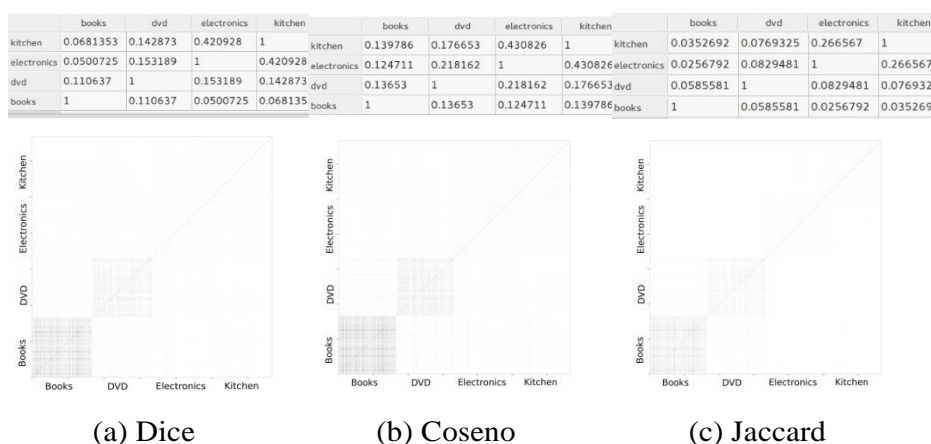 books dvd electronics kitchen
kitchen 0.0681353 0.142873 0.420928 1
electronics 0.0500725 0.153189 1 0.420928
dvd 0.110637 1 0.153189 0.142873
books 1 0.110637 0.0500725 0.068135
books dvd electronics kitchen
kitchen 0.139786 0.176653 0.430826 1
electronics 0.124711 0.218162 1 0.430826
dvd 0.13653 1 0.218162 0.176653
books 1 0.13653 0.124711 0.139786
books dvd electronics kitchen
kitchen 0.0352692 0.0769325 0.266567 1
electronics 0.0256792 0.0829481 1 0.266567
dvd 0.0585581 1 0.0829481 0.076932
books 1 0.0585581 0.0256792 0.035269
Kitchen
Electronics
DVD
Books
Books DVD Electronics Kitchen
Kitchen
Electronics
DVD
Books
Books DVD Electronics Kitchen
Kitchen
Electronics
DVD
Books
Books DVD Electronics Kitchen
(a) Dice
(b) Coseno
(c) Jaccard